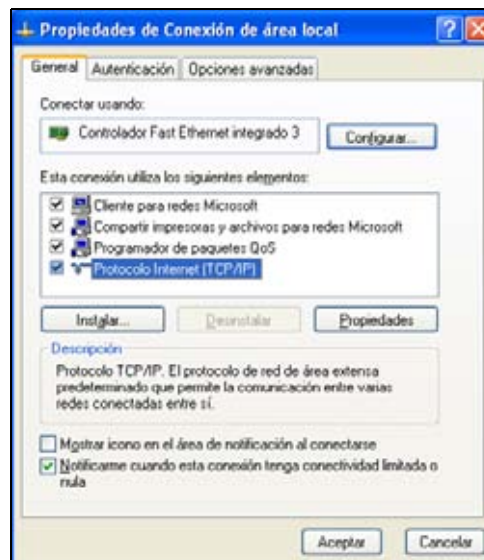 Propiedades de Conexión de área local
General
Autenticación
Opciones avanzadas
Conectar usando:
Controlador Fast Ethernet integrado 3
Configurar...
Esta conexión utiliza los siguientes elementos:
Cliente para redes Microsoft
Compartir impresoras y archivos para redes Microsoft
Programador de paquetes QoS
Protocolo Internet (TCP/IP)
Instalar...
Desinstalar
Propiedades
Descripción
Protocolo TCP/IP. El protocolo de red de área extensa
predeterminado que permite la comunicación entre varias
redes conectadas entre sí.
Mostrar icono en el área de notificación al conectarse
Notificarme cuando esta conexión tenga conectividad limitada o
nula
Aceptar
Cancelar